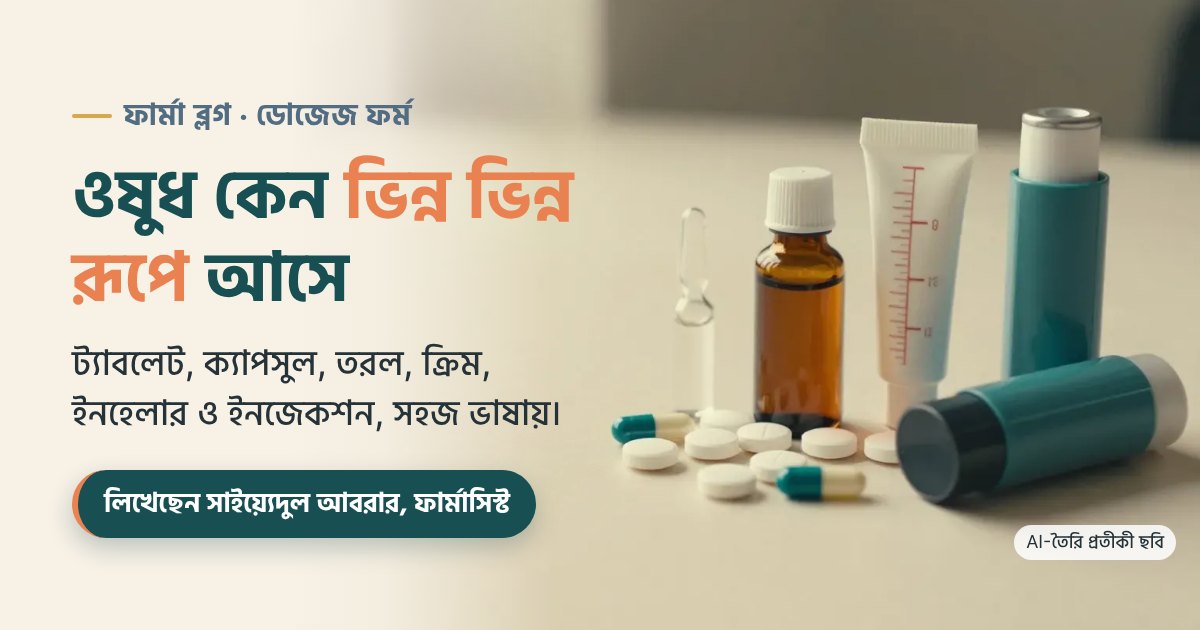 ফার্মা ব্লগ · ডোজেজ ফর্ম
ওষুধ কেন ভিন্ন ভিন্ন
রূপে আসে
ট্যাবলেট, ক্যাপসুল, তরল, ক্রিম,
ইনহেলার ও ইনজেকশন, সহজ ভাষায়।
লিখেছেন সাইয়্যেদুল আবরার, ফার্মাসিস্ট
AI-তৈরি প্রতীকী ছবি